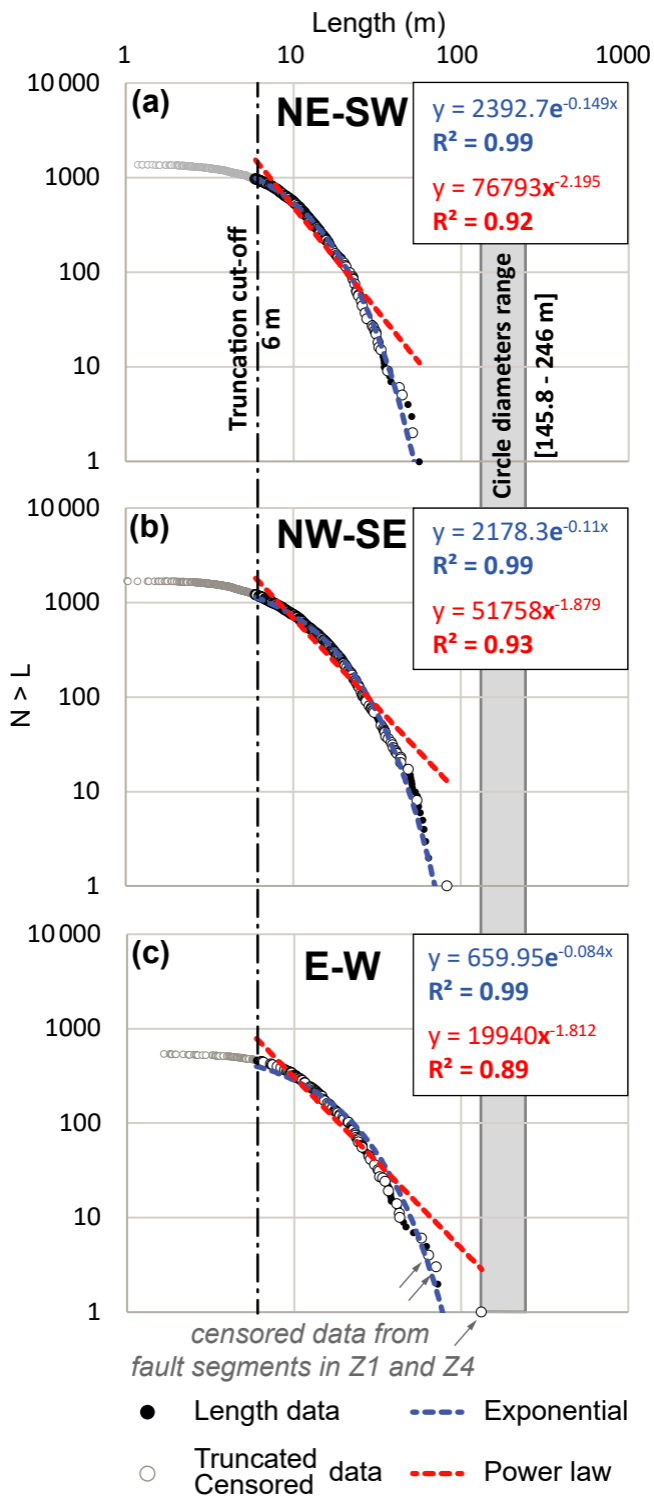 Length (m)
1 10 100 1000
10 000
(a) NE-SW
y = 2392.7e^-0.149x
R² = 0.99
y = 76793x^-2.195
R² = 0.92
1000
100
10
1
Truncation cut-off
6 m
Circle diameters range
[145.8 - 246 m]
10 000
(b) NW-SE
y = 2178.3e^-0.11x
R² = 0.99
y = 51758x^-1.879
R² = 0.93
1000
100
10
1
N > L
10 000
(c) E-W
y = 659.95e^-0.084x
R² = 0.99
y = 19940x^-1.812
R² = 0.89
1000
100
10
1
censored data from
fault segments in Z1 and Z4
Length data
Exponential
Truncated
Censored data
Power law